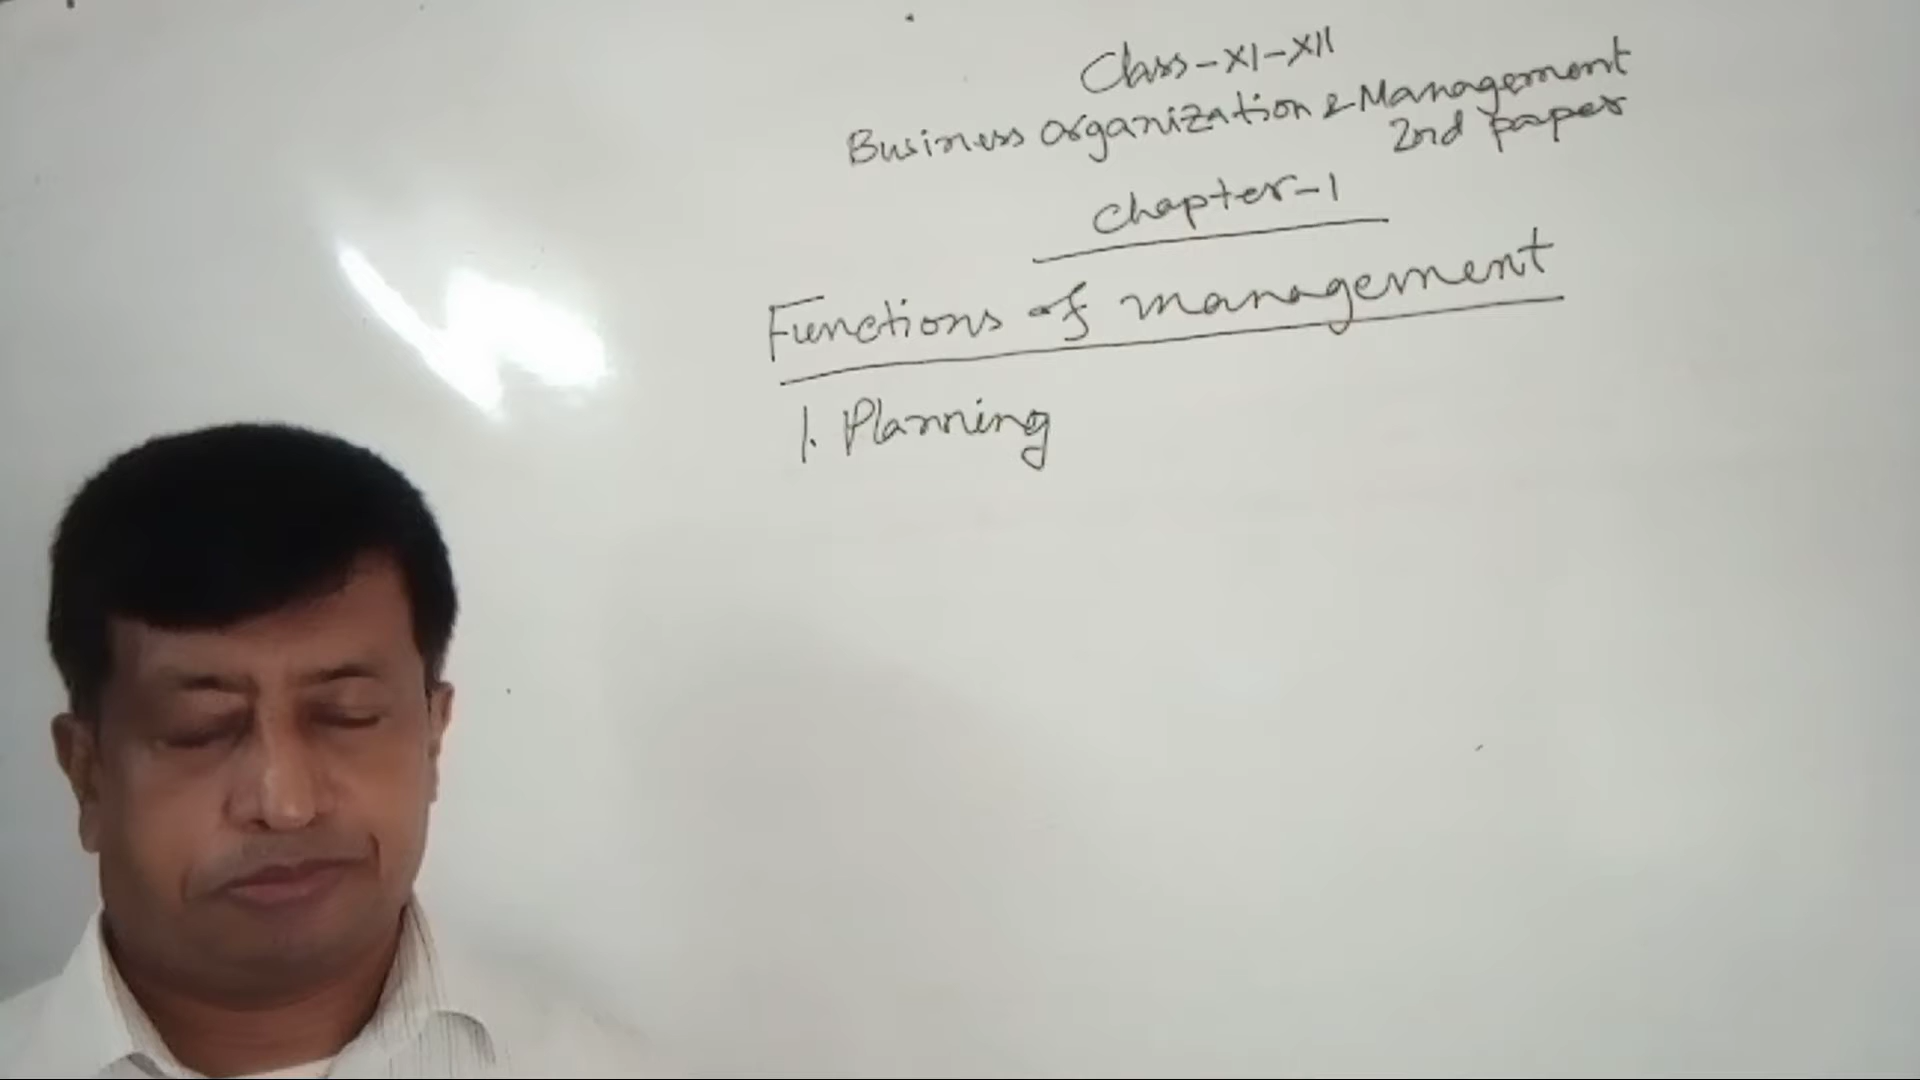 Class-XI-XII
Business organization & Management
2nd paper
Chapter-1
Functions of management
1. Planning